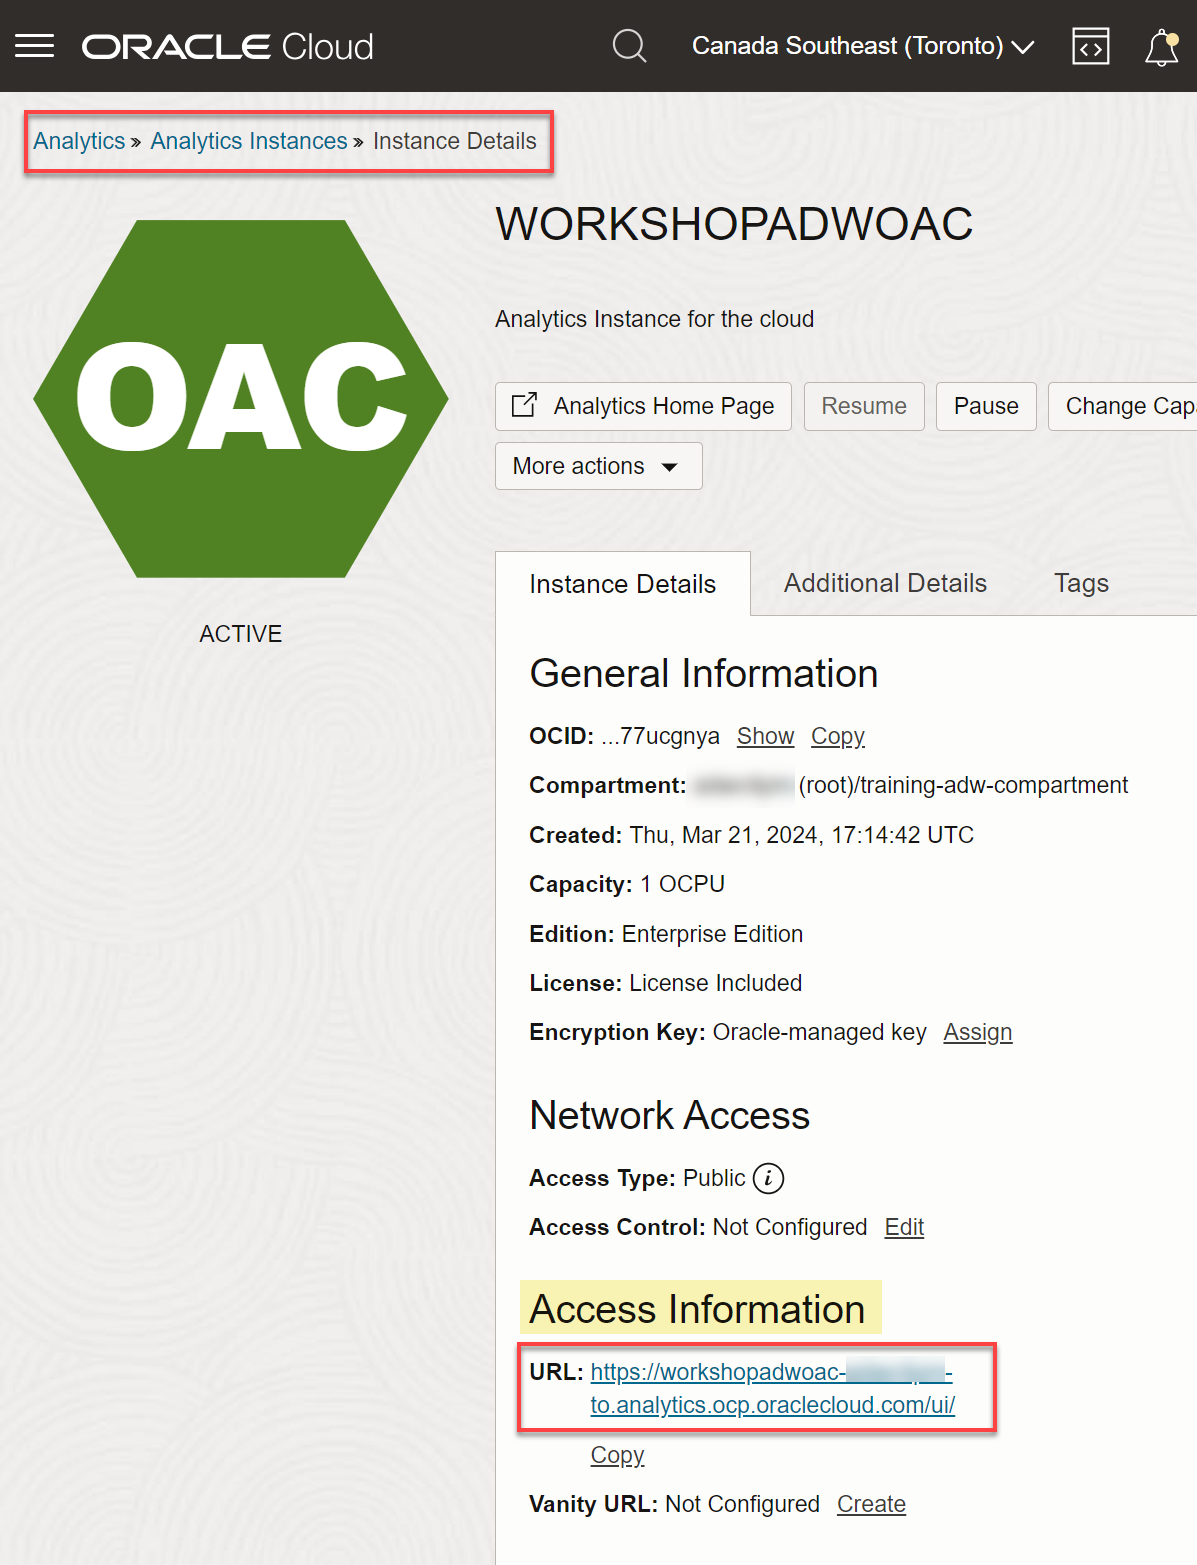 ORACLE Cloud
Canada Southeast (Toronto)
Analytics » Analytics Instances » Instance Details
OAC
ACTIVE
WORKSHOPADWOAC
Analytics Instance for the cloud
Analytics Home Page Resume Pause Change Cap
More actions
Instance Details Additional Details Tags
General Information
OCID: ...77ucgnya Show Copy
Compartment: (root)/training-adw-compartment
Created: Thu, Mar 21, 2024, 17:14:42 UTC
Capacity: 1 OCPU
Edition: Enterprise Edition
License: License Included
Encryption Key: Oracle-managed key Assign
Network Access
Access Type: Public i
Access Control: Not Configured Edit
Access Information
URL: https://workshopadwoac- -
to.analytics.ocp.oraclecloud.com/ui/
Copy
Vanity URL: Not Configured Create